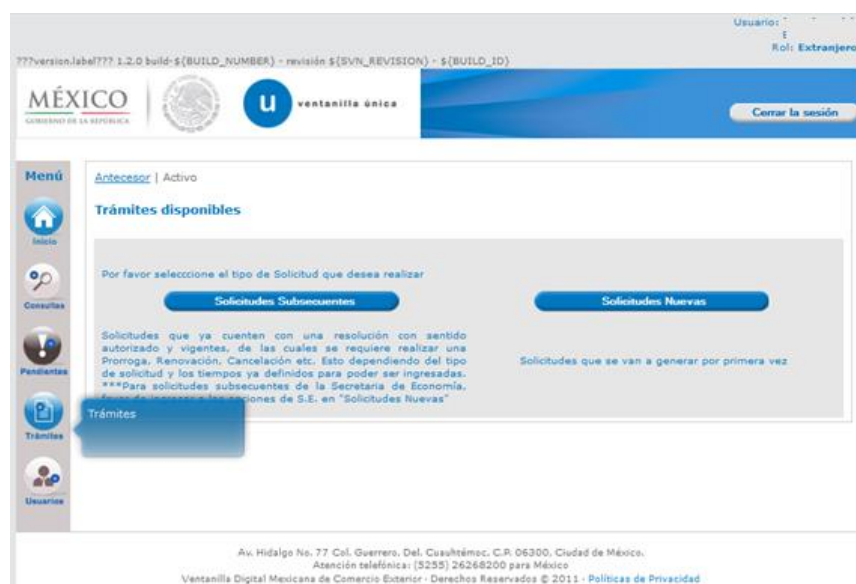 Usuario:
E
Rol: Extranjero
???version.label??? 1.2.0 build-${BUILD_NUMBER} - revisión ${SVN_REVISION} - ${BUILD_ID}
MÉXICO
GOBIERNO DE LA REPÚBLICA
u ventanilla única
Cerrar la sesión
Menú
Antecesor | Activo
Trámites disponibles
Inicio
Por favor selecccione el tipo de Solicitud que desea realizar
Consultas
Solicitudes Subsecuentes
Solicitudes Nuevas
Solicitudes que ya cuenten con una resolución con sentido
autorizado y vigentes, de las cuales se requiere realizar una
Prorroga, Renovación, Cancelación etc. Esto dependiendo del tipo
de solicitud y los tiempos ya definidos para poder ser ingresadas.
***Para solicitudes subsecuentes de la Secretaria de Economía,
favor de ingresar a las opciones de S.E. en "Solicitudes Nuevas"
Solicitudes que se van a generar por primera vez
Pendientes
Trámites
Trámites
Usuarios
Av. Hidalgo No. 77 Col. Guerrero, Del. Cuauhtémoc, C.P. 06300, Ciudad de México.
Atención telefónica: (5255) 26268200 para México
Ventanilla Digital Mexicana de Comercio Exterior - Derechos Reservados © 2011 - Políticas de Privacidad